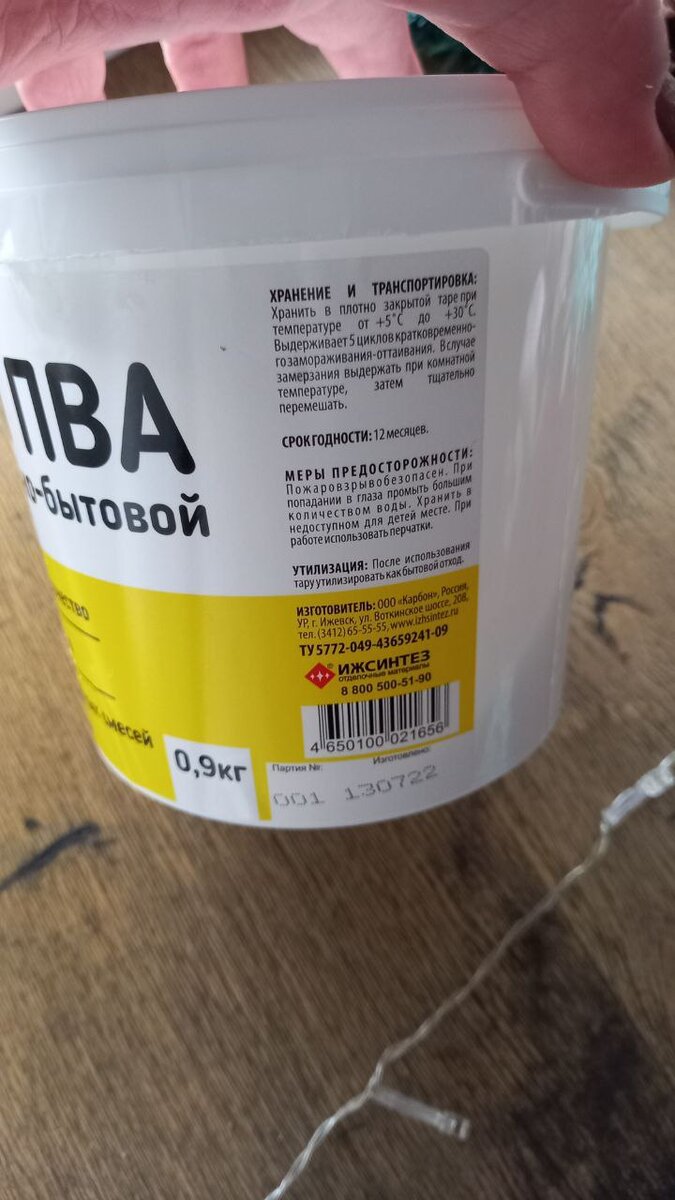 ПВА
о-бытовой
0,9кг
ХРАНЕНИЕ И ТРАНСПОРТИРОВКА:
Хранить в плотно закрытой таре при
температуре от +5°С до +30°С.
Выдерживает 5 циклов кратковременно-
го замораживания-оттаивания. В случае
замерзания выдержать при комнатной
температуре, затем тщательно
перемешать.
СРОК ГОДНОСТИ: 12 месяцев.
МЕРЫ ПРЕДОСТОРОЖНОСТИ:
Пожаровзрывобезопасен. При
попадании в глаза промыть большим
количеством воды. Хранить в
недоступном для детей месте. При
работе использовать перчатки.
УТИЛИЗАЦИЯ: После использования
тару утилизировать как бытовой отход.
ИЗГОТОВИТЕЛЬ: ООО «Карбон», Россия,
УР, г. Ижевск, ул. Воткинское шоссе, 208,
тел. (3412) 65-55-55, www.izhsintez.ru
ТУ 5772-049-43659241-09
ИЖСИНТЕЗ®
отделочные материалы
8 800 500-51-90
4 650100 021656
Партия №: Изготовлено:
001 130722